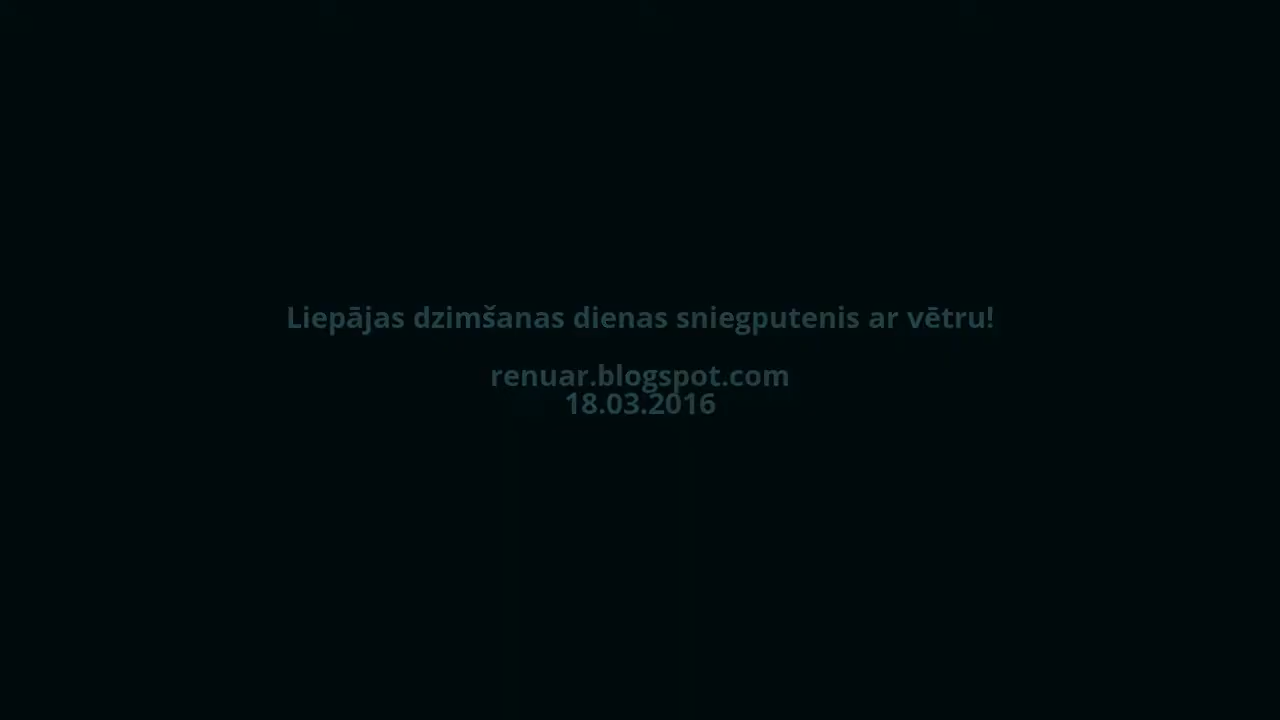 Liepājas dzimšanas dienas sniegputenis ar vētru!
renuar.blogspot.com
18.03.2016